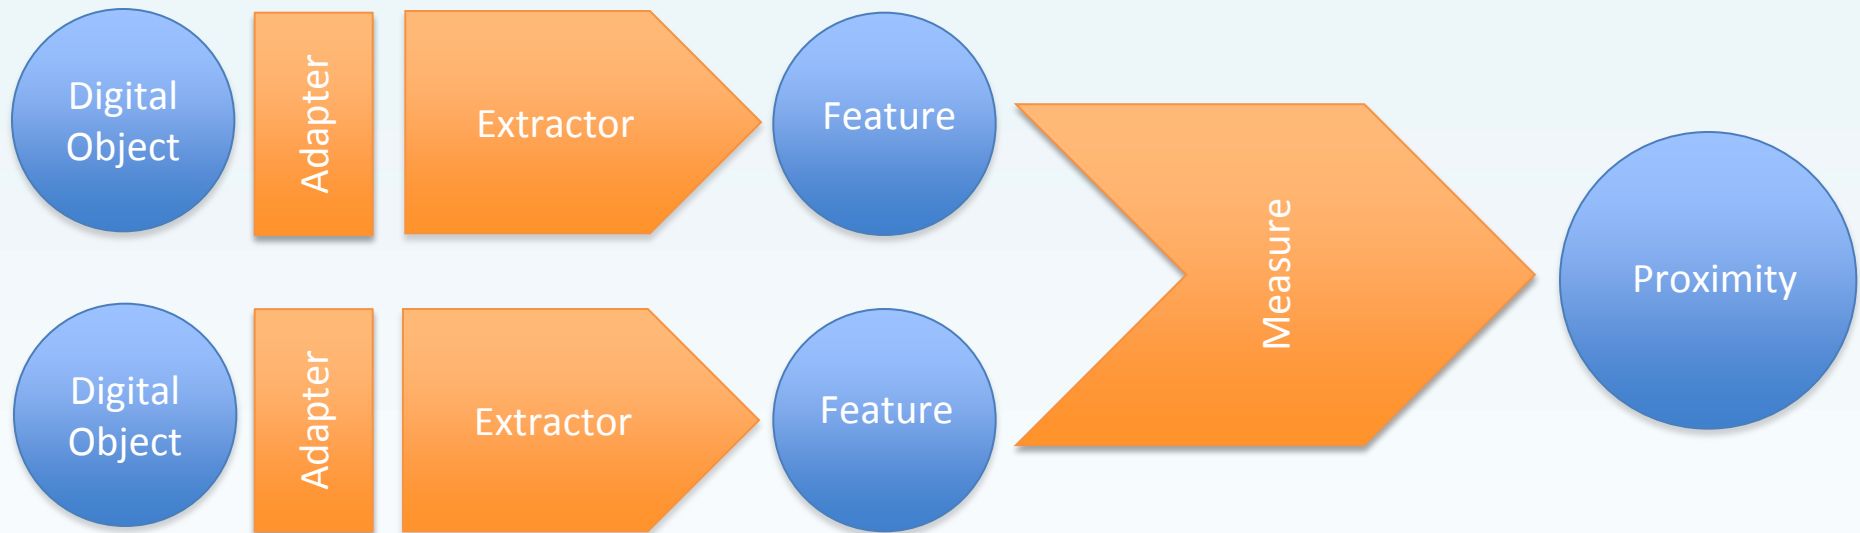 Digital
Object
Adapter
Extractor
Feature
Digital
Object
Adapter
Extractor
Feature
Measure
Proximity